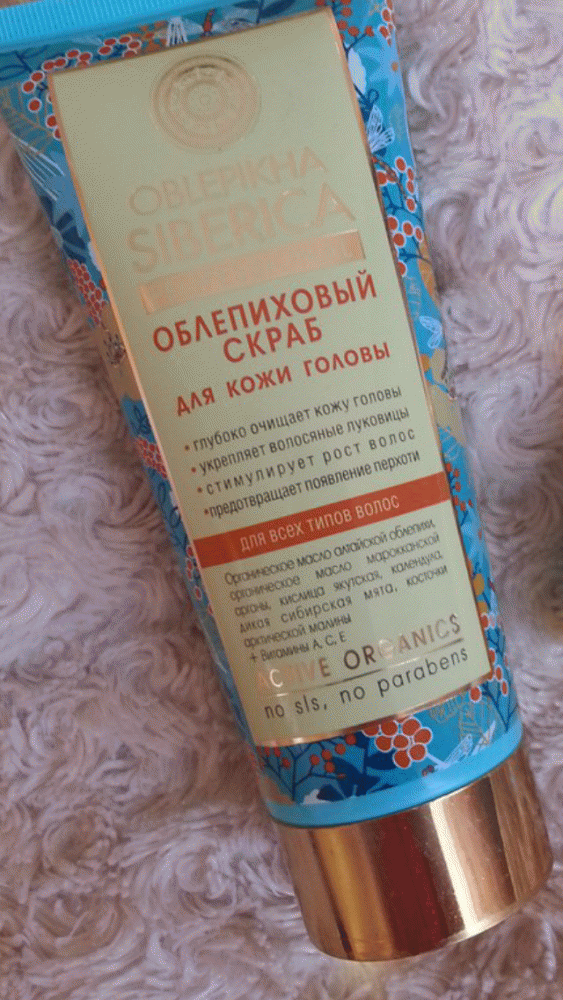 OBLEPIKHA
SIBERICA
ОБЛЕПИХОВЫЙ
СКРАБ
ДЛЯ КОЖИ ГОЛОВЫ
• глубоко очищает кожу головы
• укрепляет волосяные луковицы
• стимулирует рост волос
• предотвращает появление перхоти
ДЛЯ ВСЕХ ТИПОВ ВОЛОС
Органическое масло алтайской облепихи,
органическое масло марокканской
арганы, кислица якутская, календула,
дикая сибирская мята, косточки
арктической малины
+ Витамины А, С, Е
ACTIVE ORGANICS
no sls, no parabens